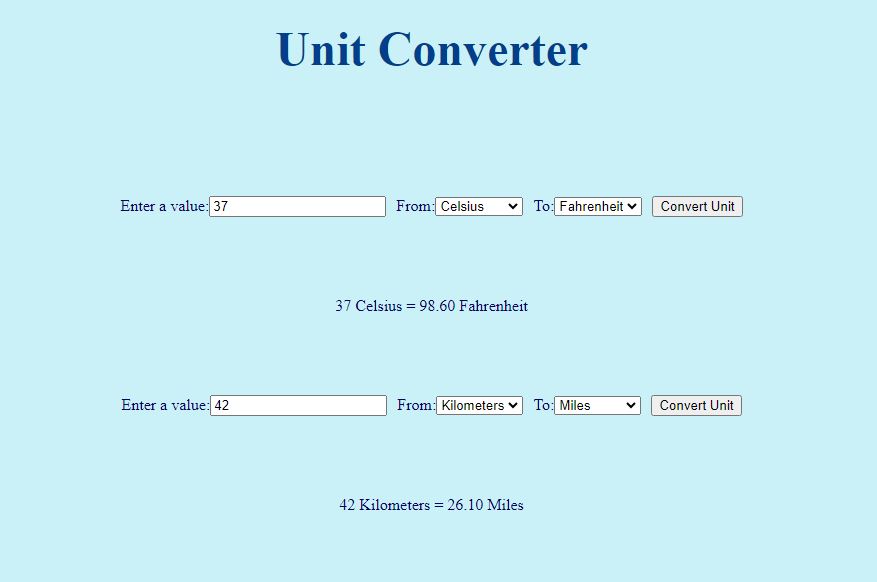 Unit Converter
Enter a value: 37 From: Celsius To: Fahrenheit Convert Unit
37 Celsius = 98.60 Fahrenheit
Enter a value: 42 From: Kilometers To: Miles Convert Unit
42 Kilometers = 26.10 Miles